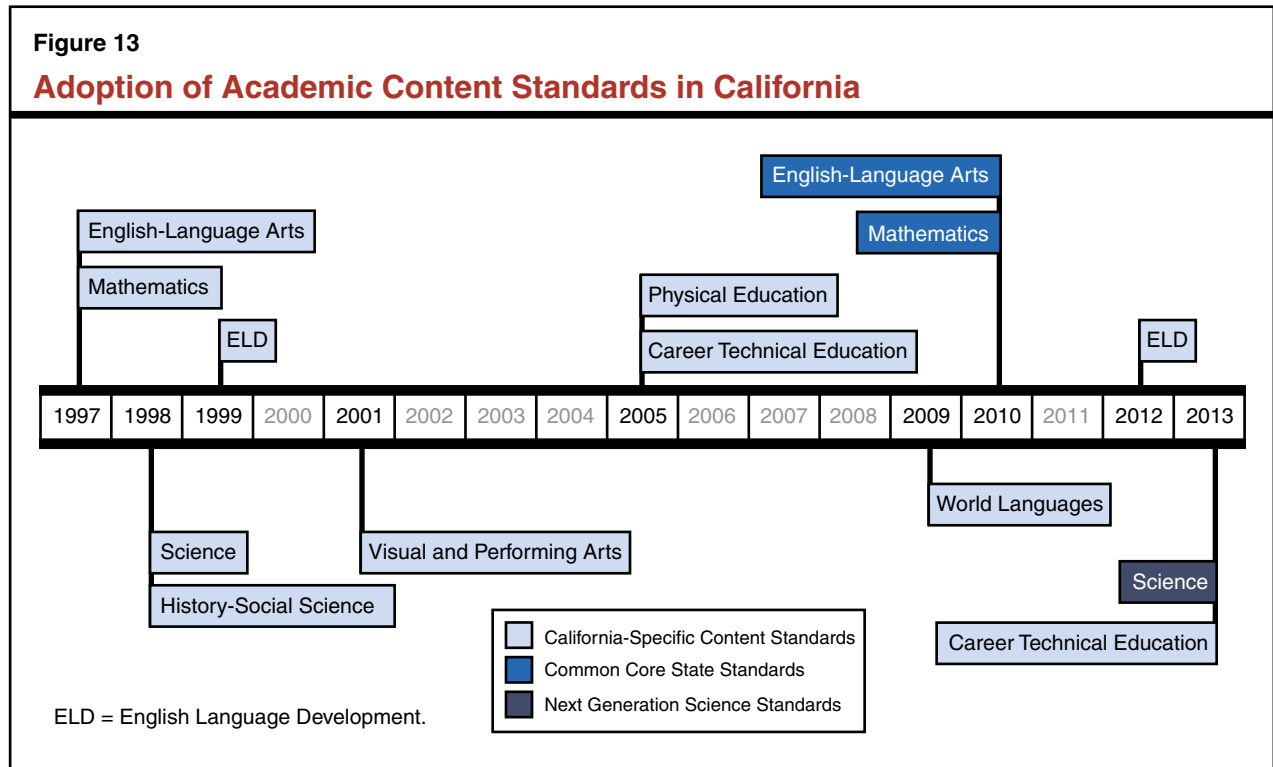 Figure 13
Adoption of Academic Content Standards in California
English-Language Arts
English-Language Arts
Mathematics
Mathematics
Physical Education
ELD
Career Technical Education
ELD
1997 1998 1999 2000 2001 2002 2003 2004 2005 2006 2007 2008 2009 2010 2011 2012 2013
World Languages
Science
Visual and Performing Arts
Science
History-Social Science
Career Technical Education
California-Specific Content Standards
Common Core State Standards
Next Generation Science Standards
ELD = English Language Development.